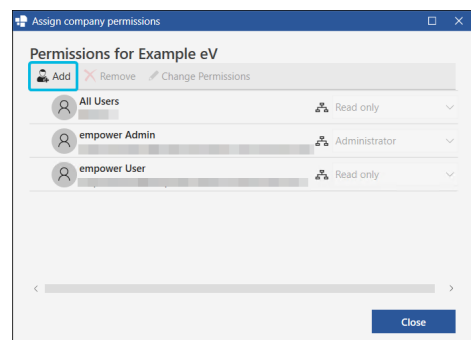 Assign company permissions
Permissions for Example eV
Add Remove Change Permissions
All Users Read only
empower Admin Administrator
empower User Read only
Close